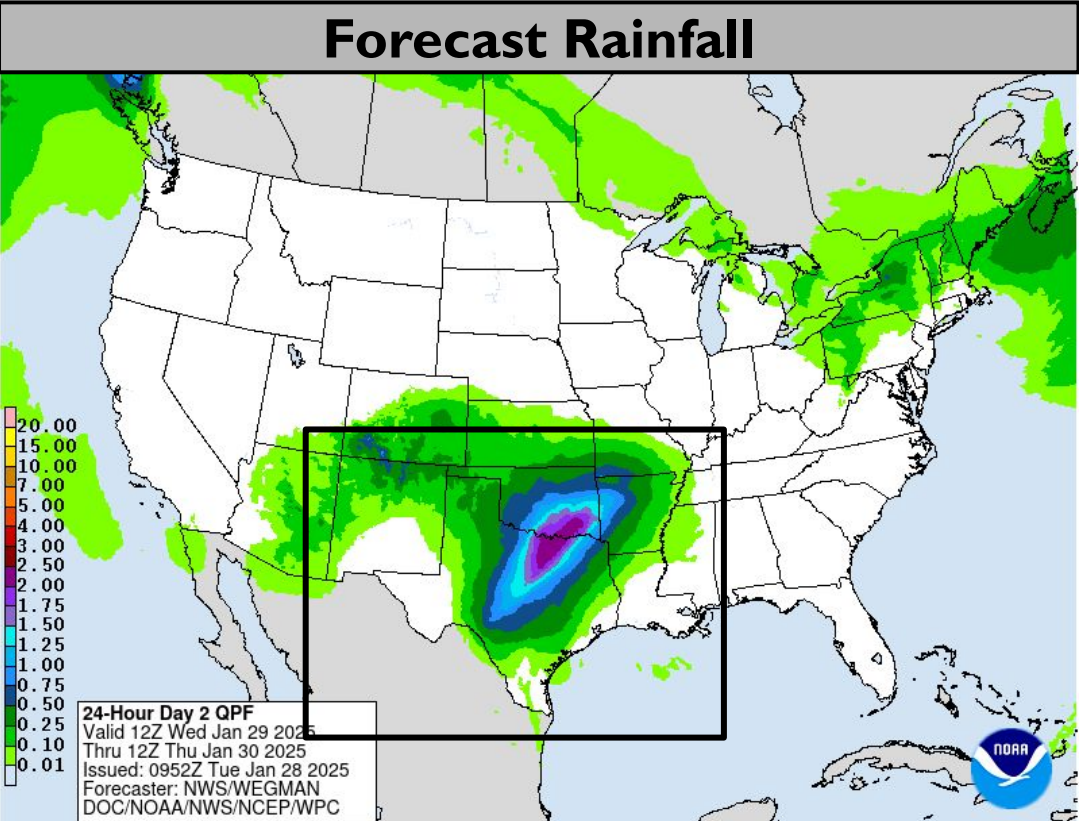 Forecast Rainfall
20.00
15.00
10.00
7.00
5.00
4.00
3.00
2.50
2.00
1.75
1.50
1.25
1.00
0.75
0.50
0.25
0.10
0.01
24-Hour Day 2 QPF
Valid 12Z Wed Jan 29 2025
Thru 12Z Thu Jan 30 2025
Issued: 0952Z Tue Jan 28 2025
Forecaster: NWS/WEGMAN
DOC/NOAA/NWS/NCEP/WPC
NOAA